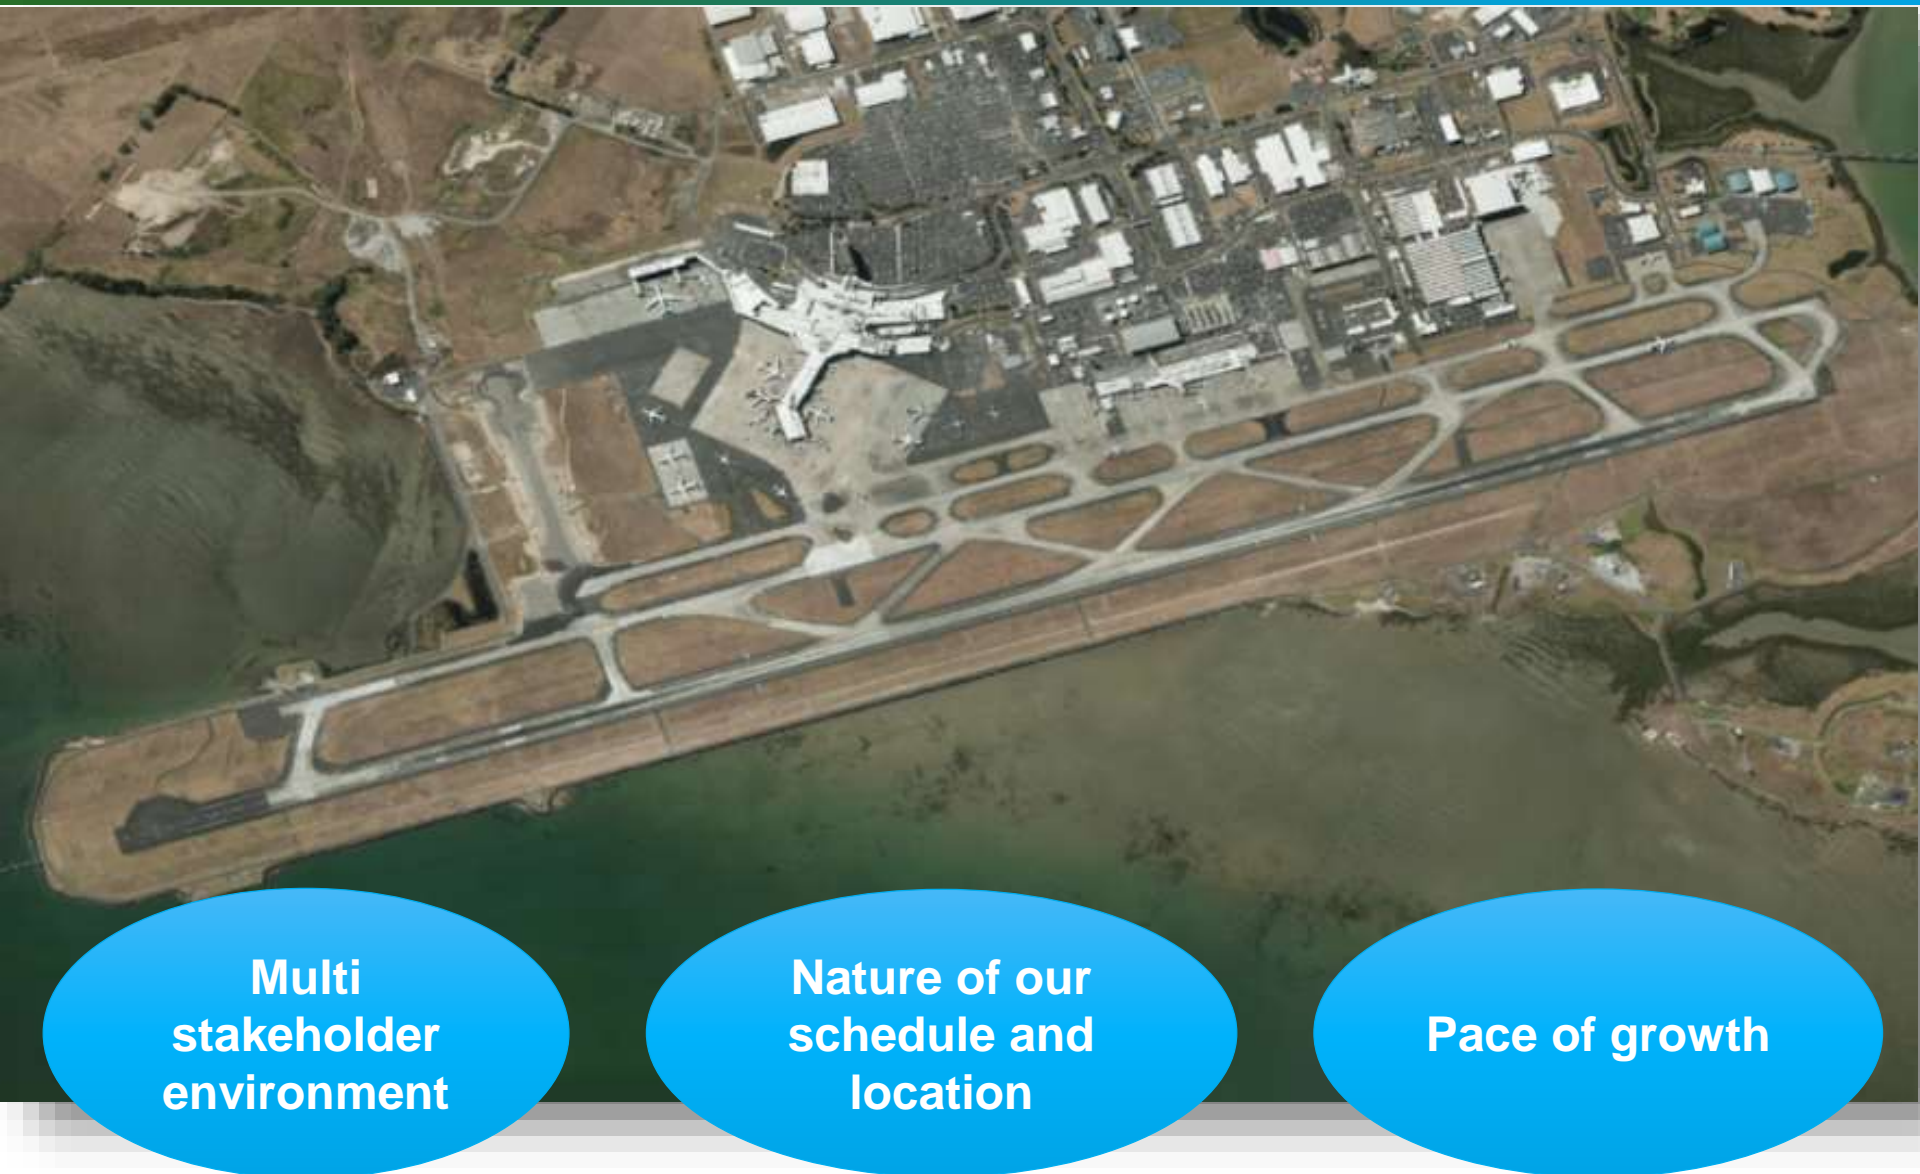 Multi
stakeholder
environment
Nature of our
schedule and
location
Pace of growth